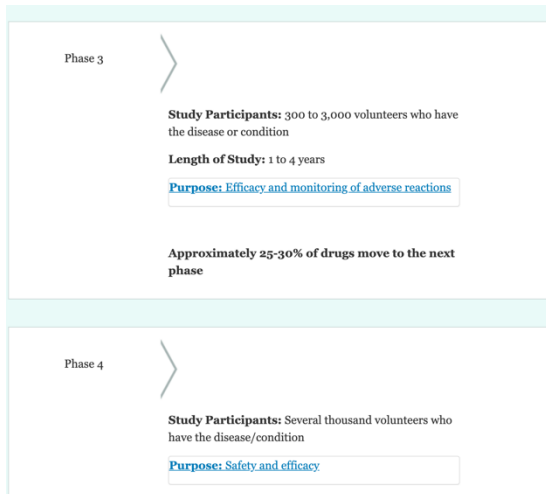 Phase 3
Study Participants: 300 to 3,000 volunteers who have
the disease or condition
Length of Study: 1 to 4 years
Purpose: Efficacy and monitoring of adverse reactions
Approximately 25-30% of drugs move to the next
phase
Phase 4
Study Participants: Several thousand volunteers who
have the disease/condition
Purpose: Safety and efficacy